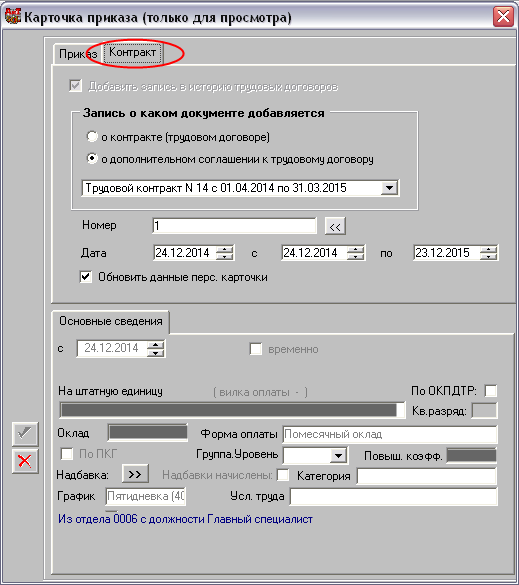 Карточка приказа (только для просмотра)
Приказ Контракт
Добавить запись в историю трудовых договоров
Запись о каком документе добавляется
о контракте (трудовом договоре)
о дополнительном соглашении к трудовому договору
Трудовой контракт N 14 с 01.04.2014 по 31.03.2015
Номер 1 <<
Дата 24.12.2014 с 24.12.2014 по 23.12.2015
Обновить данные перс. карточки
Основные сведения
с 24.12.2014 временно
На штатную единицу ( вилка оплаты - ) По ОКПДТР:
Кв.разряд:
Оклад Форма оплаты Помесячный оклад
По ПКГ Группа.Уровень Повыш. коэфф.
Надбавка: >> Надбавки начислены: Категория
График Пятидневка (40 Усл. труда
Из отдела 0006 с должности Главный специалист